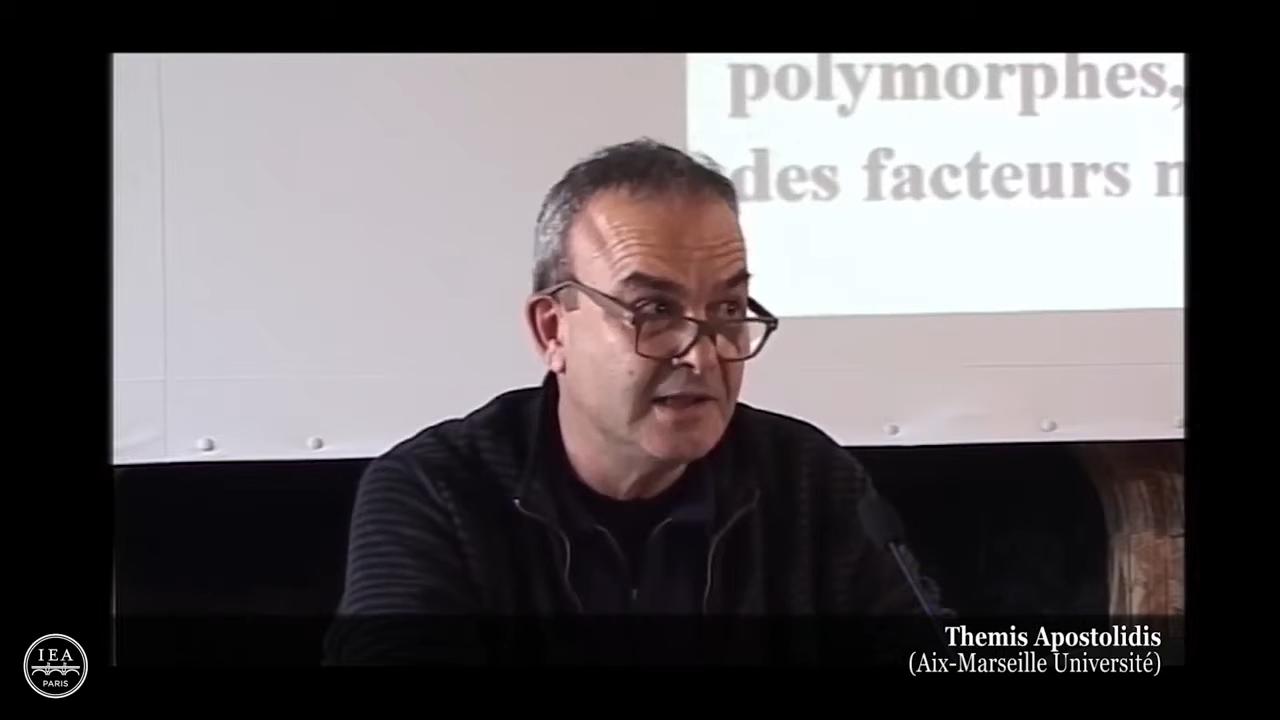 polymorphes,
des facteurs
Themis Apostolidis
(Aix-Marseille Université)
IEA
PARIS